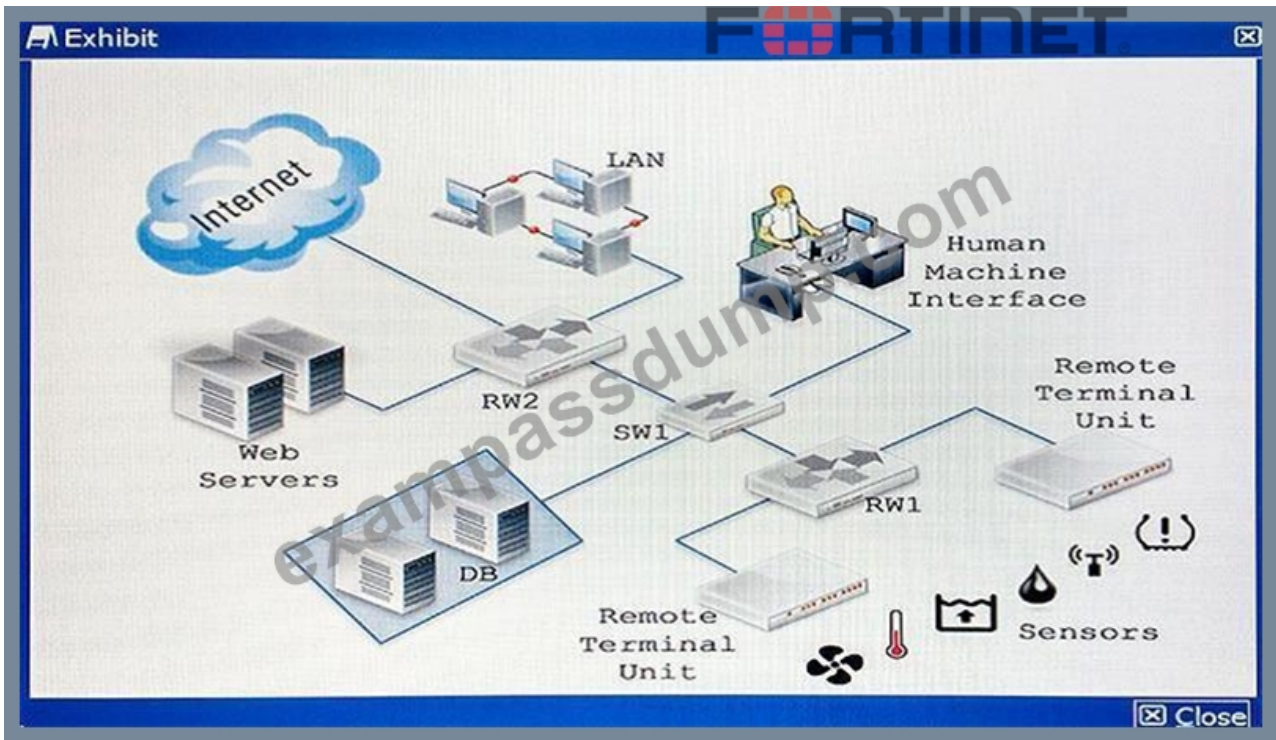 Exhibit
FORTINET
Internet
LAN
Human
Machine
Interface
RW2
SW1
Remote
Terminal
Unit
Web
Servers
RW1
DB
Remote
Terminal
Unit
Sensors
exampassdump.com
Close